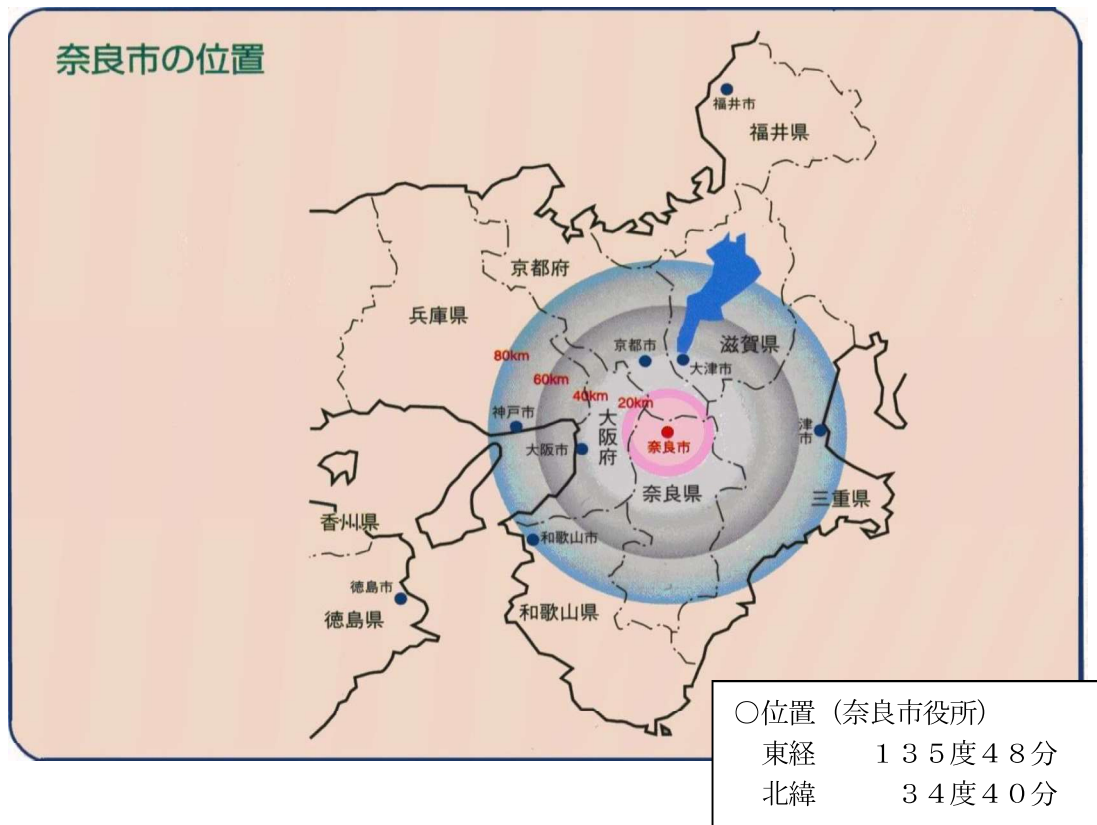 奈良市の位置
福井市
福井県
京都府
兵庫県
京都市
滋賀県
大津市
80km
60km
40km
20km
神戸市
大阪府
大阪市
奈良市
津市
奈良県
三重県
香州県
和歌山市
徳島市
徳島県
和歌山県
○位置（奈良市役所）
東経　　１３５度４８分
北緯　　　３４度４０分